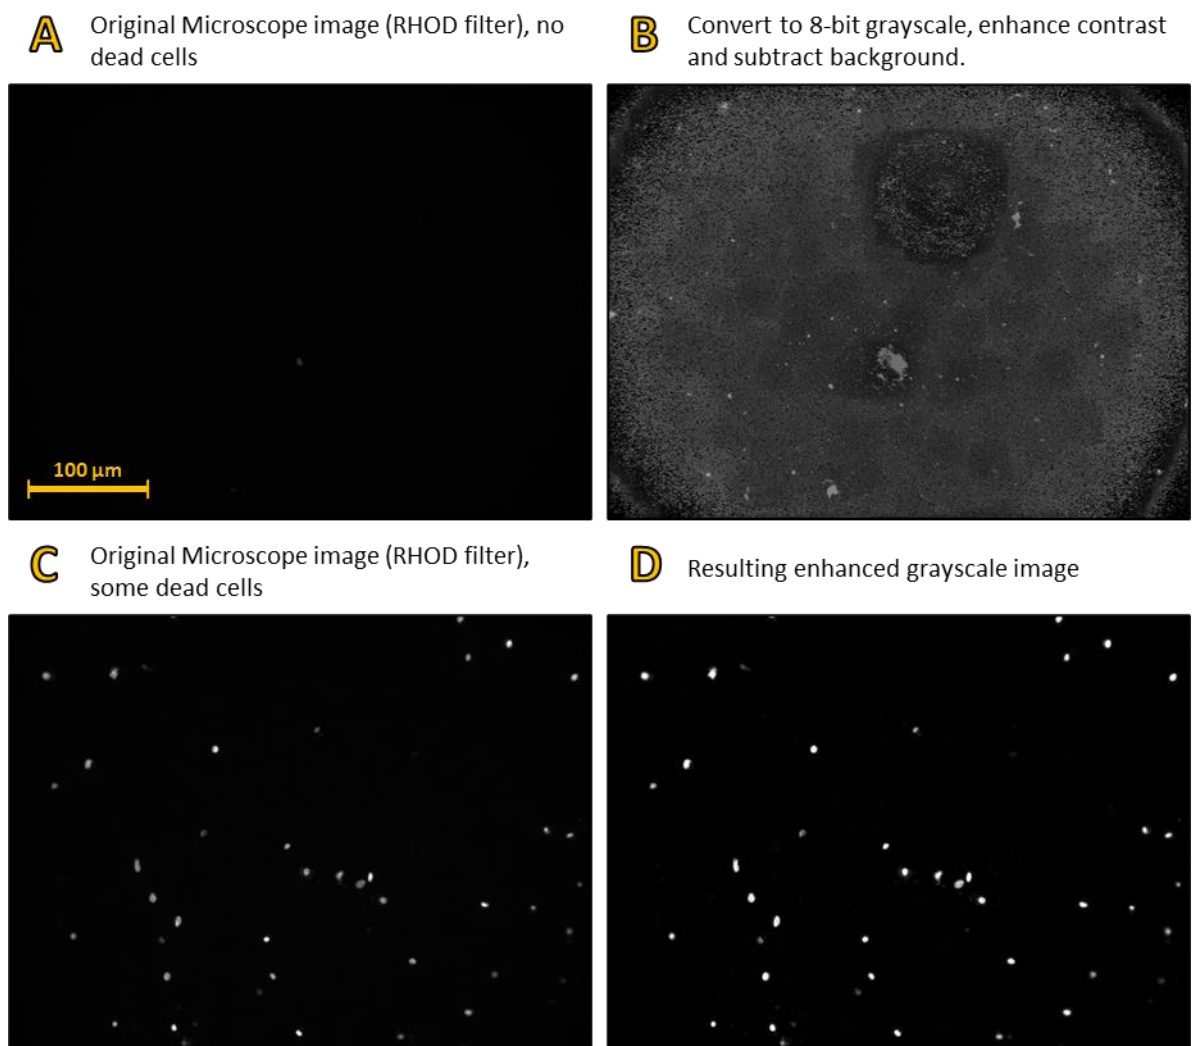 A
Original Microscope image (RHOD filter), no
dead cells
B
Convert to 8-bit grayscale, enhance contrast
and subtract background.
100 µm
C
Original Microscope image (RHOD filter),
some dead cells
D
Resulting enhanced grayscale image